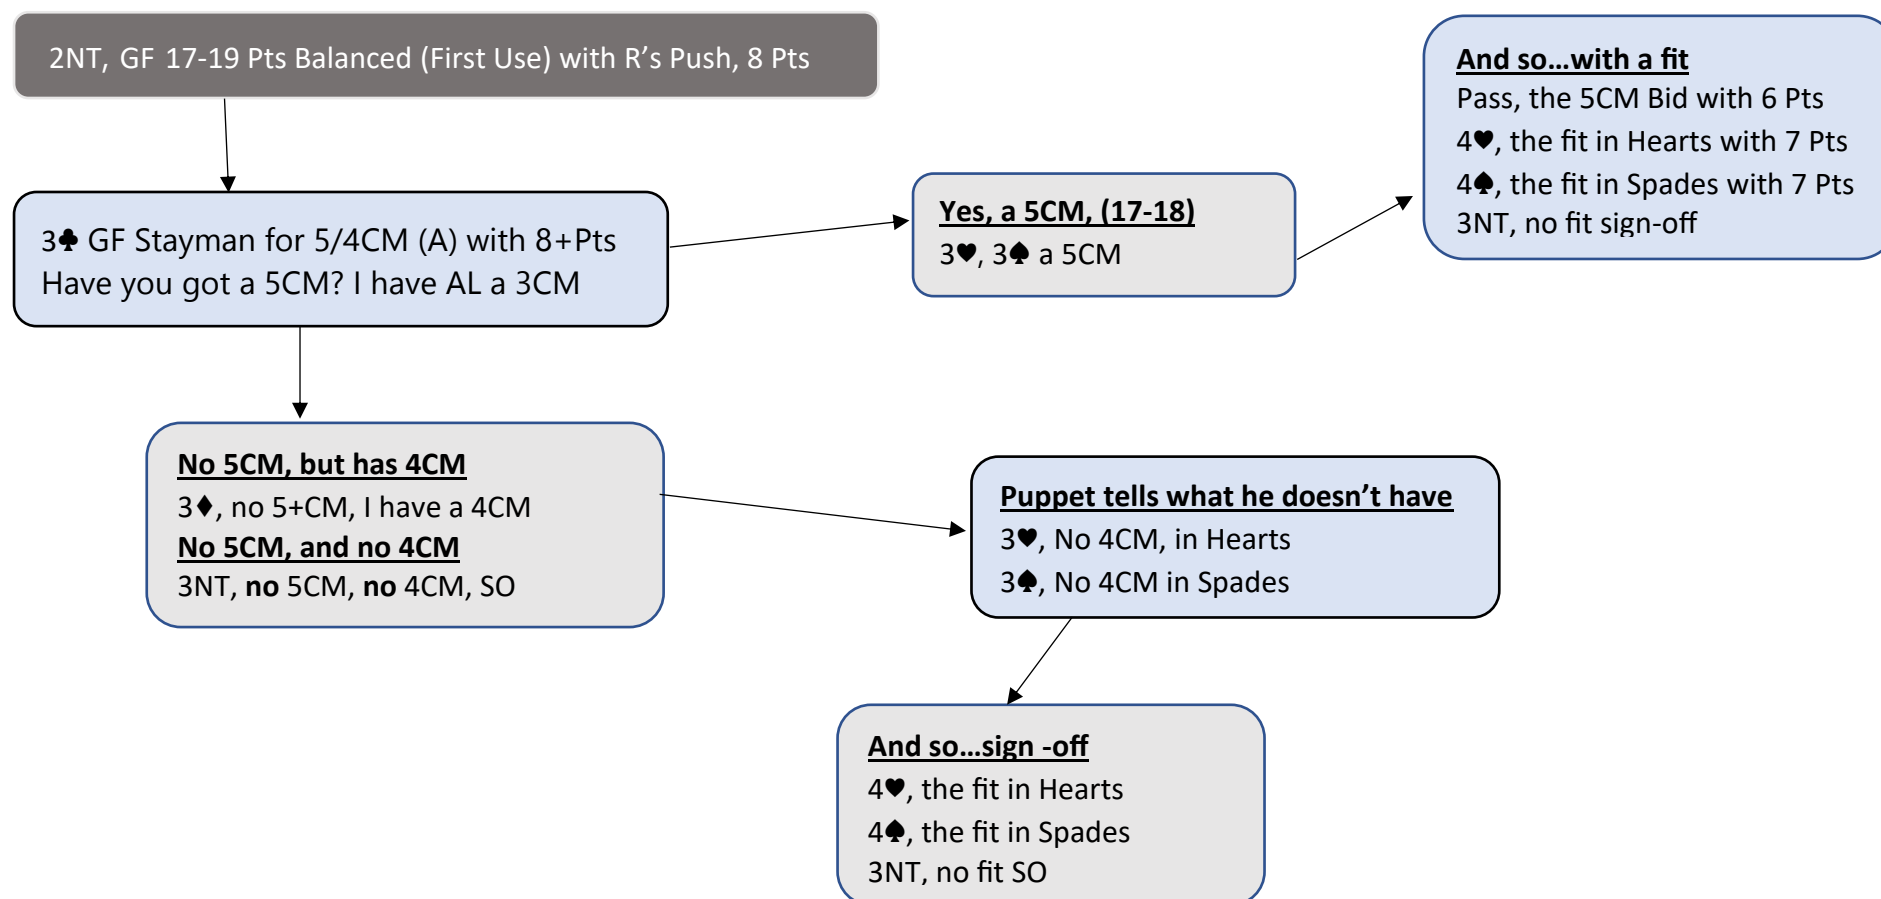 2NT, GF 17-19 Pts Balanced (First Use) with R's Push, 8 Pts
3♣ GF Stayman for 5/4CM (A) with 8+Pts
Have you got a 5CM? I have AL a 3CM
Yes, a 5CM, (17-18)
3♥, 3♠ a 5CM
And so…with a fit
Pass, the 5CM Bid with 6 Pts
4♥, the fit in Hearts with 7 Pts
4♠, the fit in Spades with 7 Pts
3NT, no fit sign-off
No 5CM, but has 4CM
3♦, no 5+CM, I have a 4CM
No 5CM, and no 4CM
3NT, no 5CM, no 4CM, SO
Puppet tells what he doesn't have
3♥, No 4CM, in Hearts
3♠, No 4CM in Spades
And so…sign -off
4♥, the fit in Hearts
4♠, the fit in Spades
3NT, no fit SO